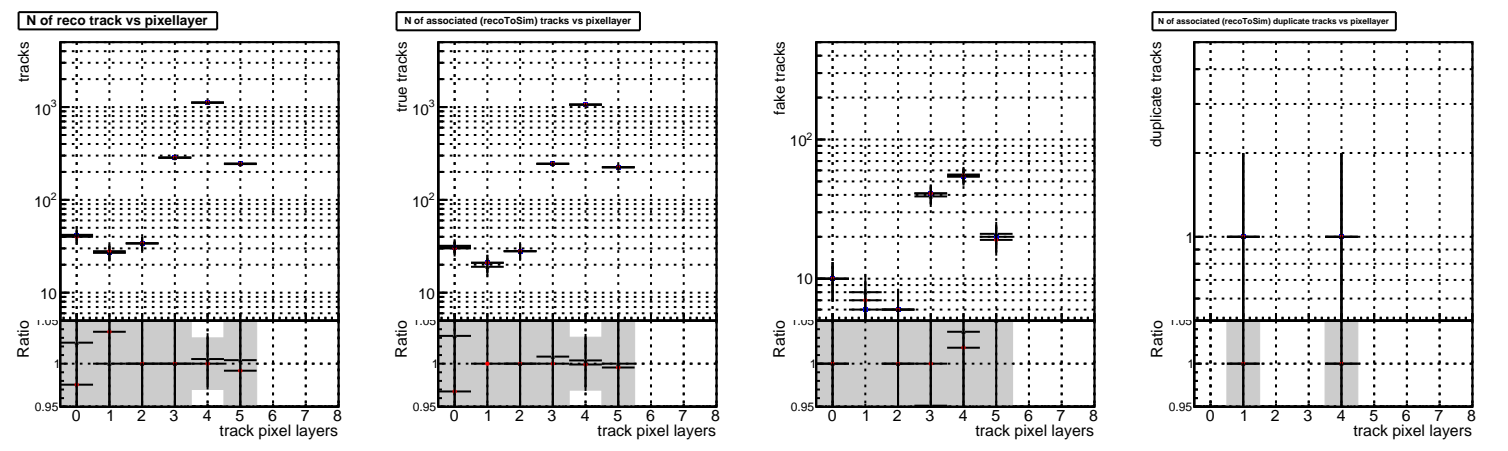 N of reco track vs pixellayer
tracks
10³
10²
10
Ratio
1.05
1
0.95
0 1 2 3 4 5 6 7 8
track pixel layers
N of associated (recoToSim) tracks vs pixellayer
true tracks
10³
10²
10
Ratio
1.05
1
0.95
0 1 2 3 4 5 6 7 8
track pixel layers
fake tracks
10²
10
Ratio
1.05
1
0.95
0 1 2 3 4 5 6 7 8
track pixel layers
N of associated (recoToSim) duplicate tracks vs pixellayer
duplicate tracks
1
Ratio
1.05
1
0.95
0 1 2 3 4 5 6 7 8
track pixel layers